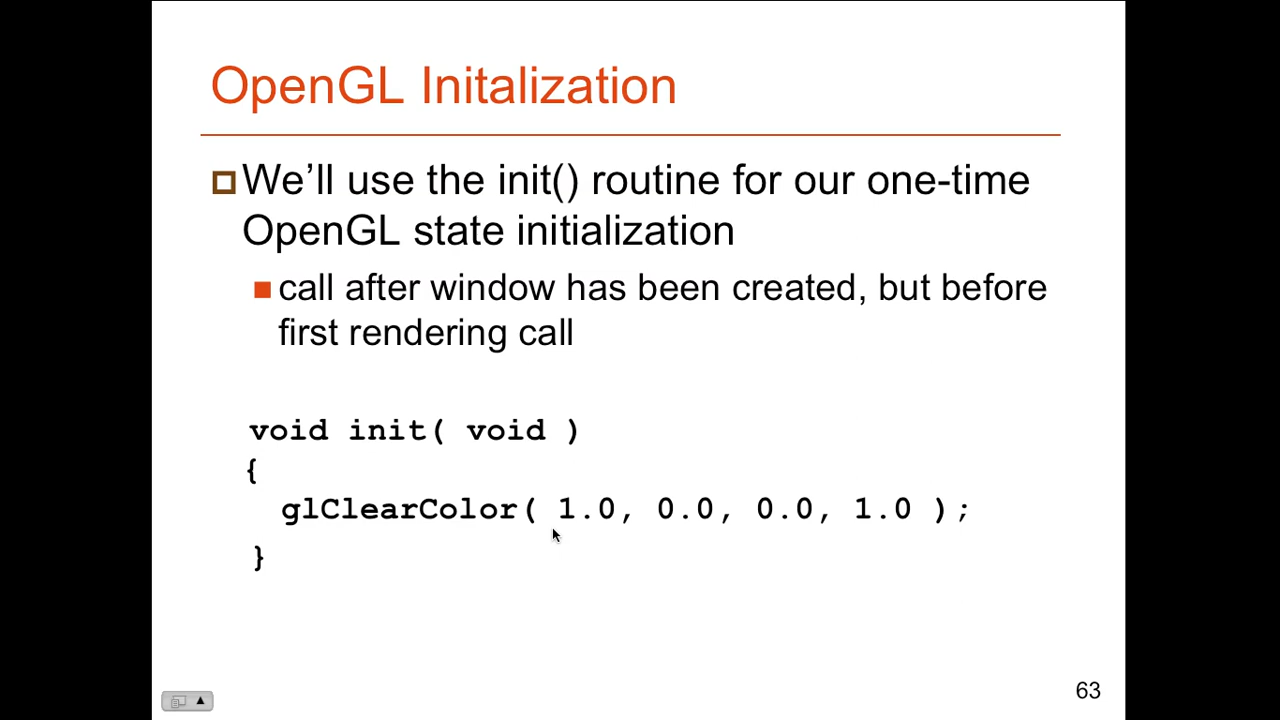 OpenGL Initalization
We’ll use the init() routine for our one-time
OpenGL state initialization
call after window has been created, but before
first rendering call
void init( void )
{
glClearColor( 1.0, 0.0, 0.0, 1.0 );
}
63